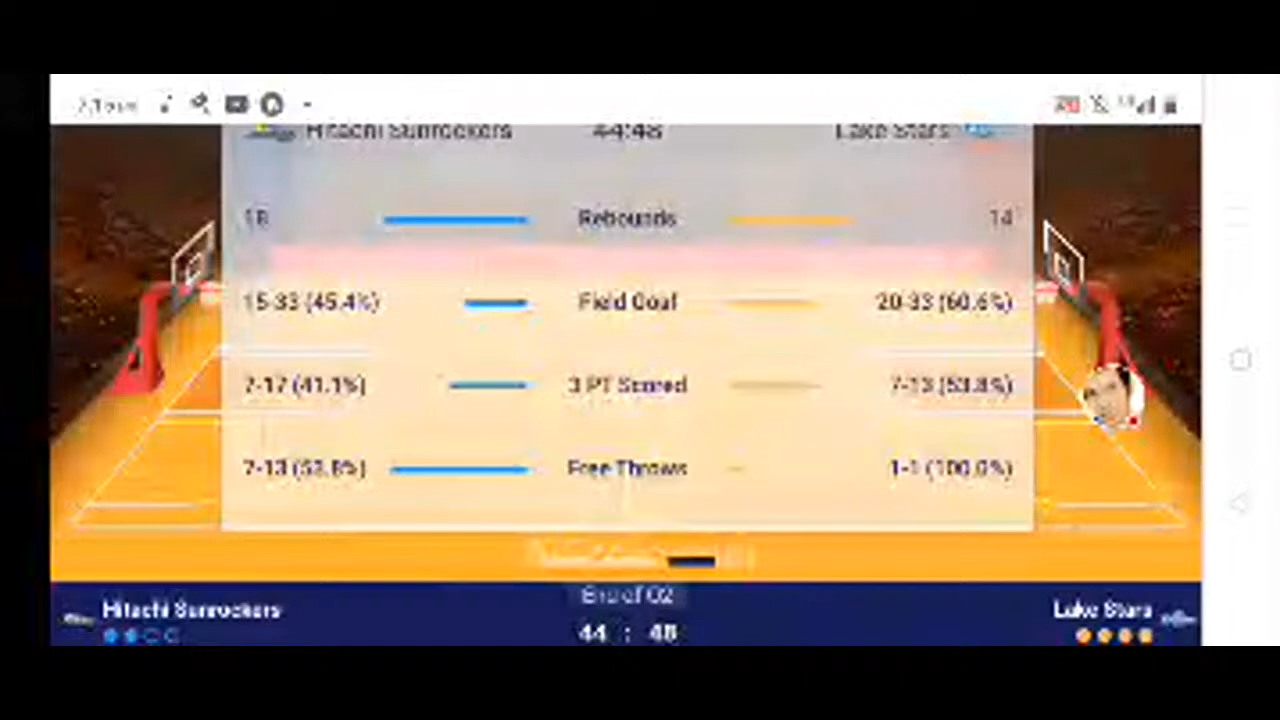 Hitachi Sunrockers 44:48 Lake Stars
18 Rebounds 14
15-33 (45.4%) Field Goal 20-33 (60.6%)
7-17 (41.1%) 3 PT Scored 7-13 (53.8%)
7-13 (53.8%) Free Throws 1-1 (100.0%)
End of Q2
Hitachi Sunrockers 44 : 48 Lake Stars